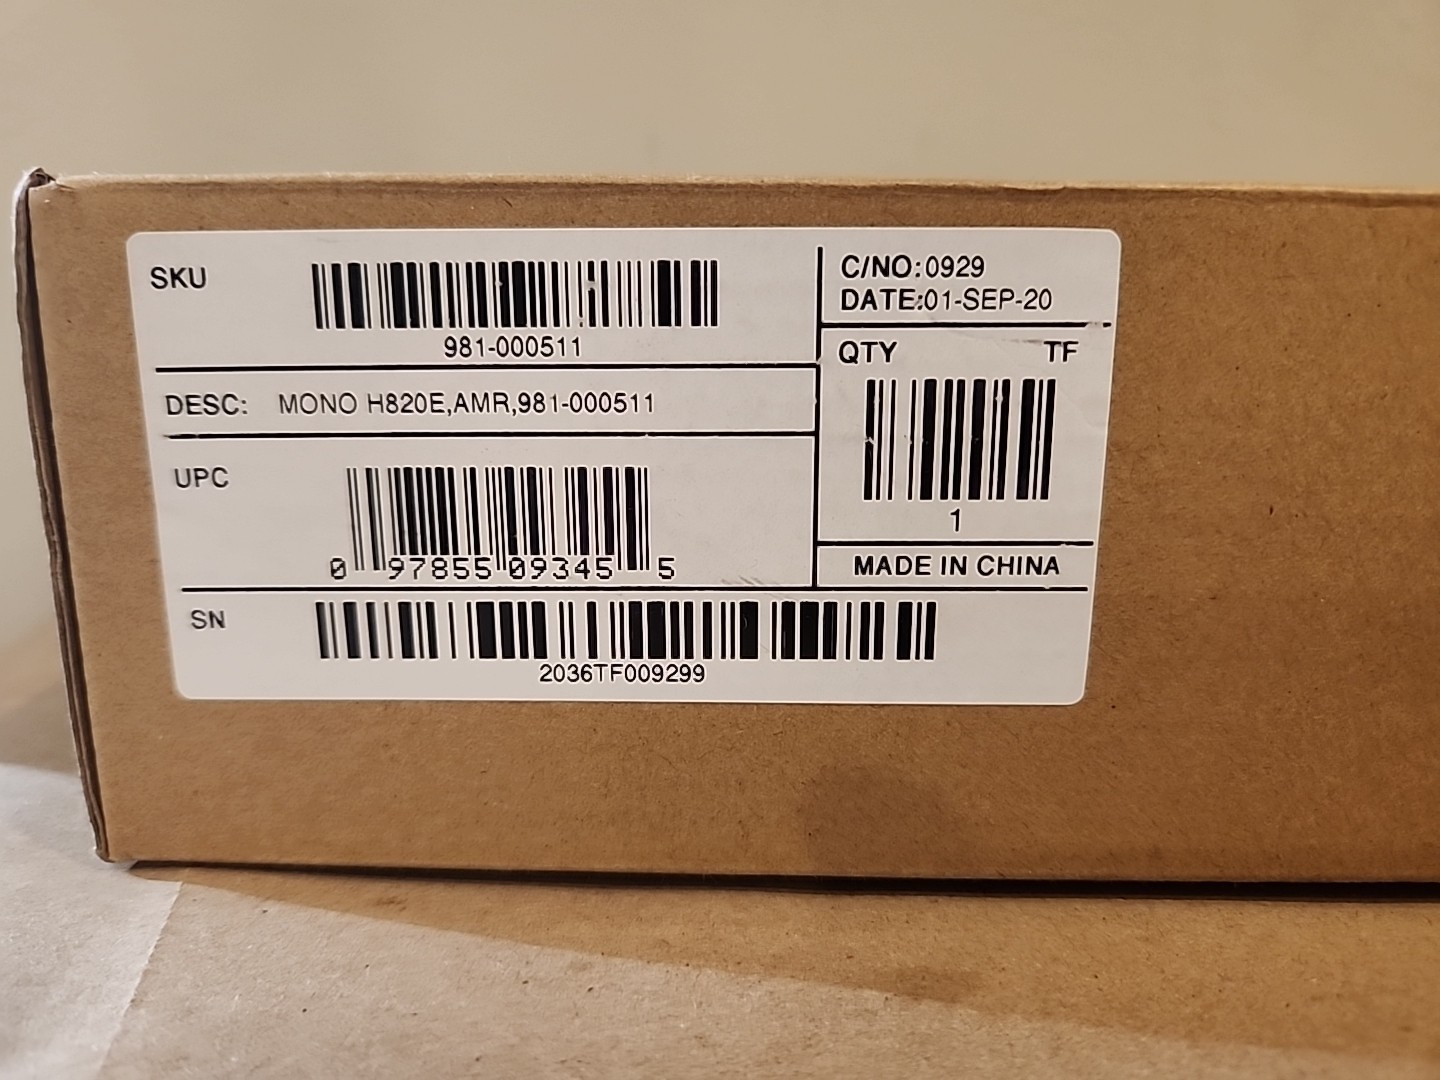 SKU
981-000511
DESC: MONO H820E,AMR,981-000511
UPC
0 97855 09345 5
SN
2036TF009299
C/NO:0929
DATE:01-SEP-20
QTY TF
1
MADE IN CHINA